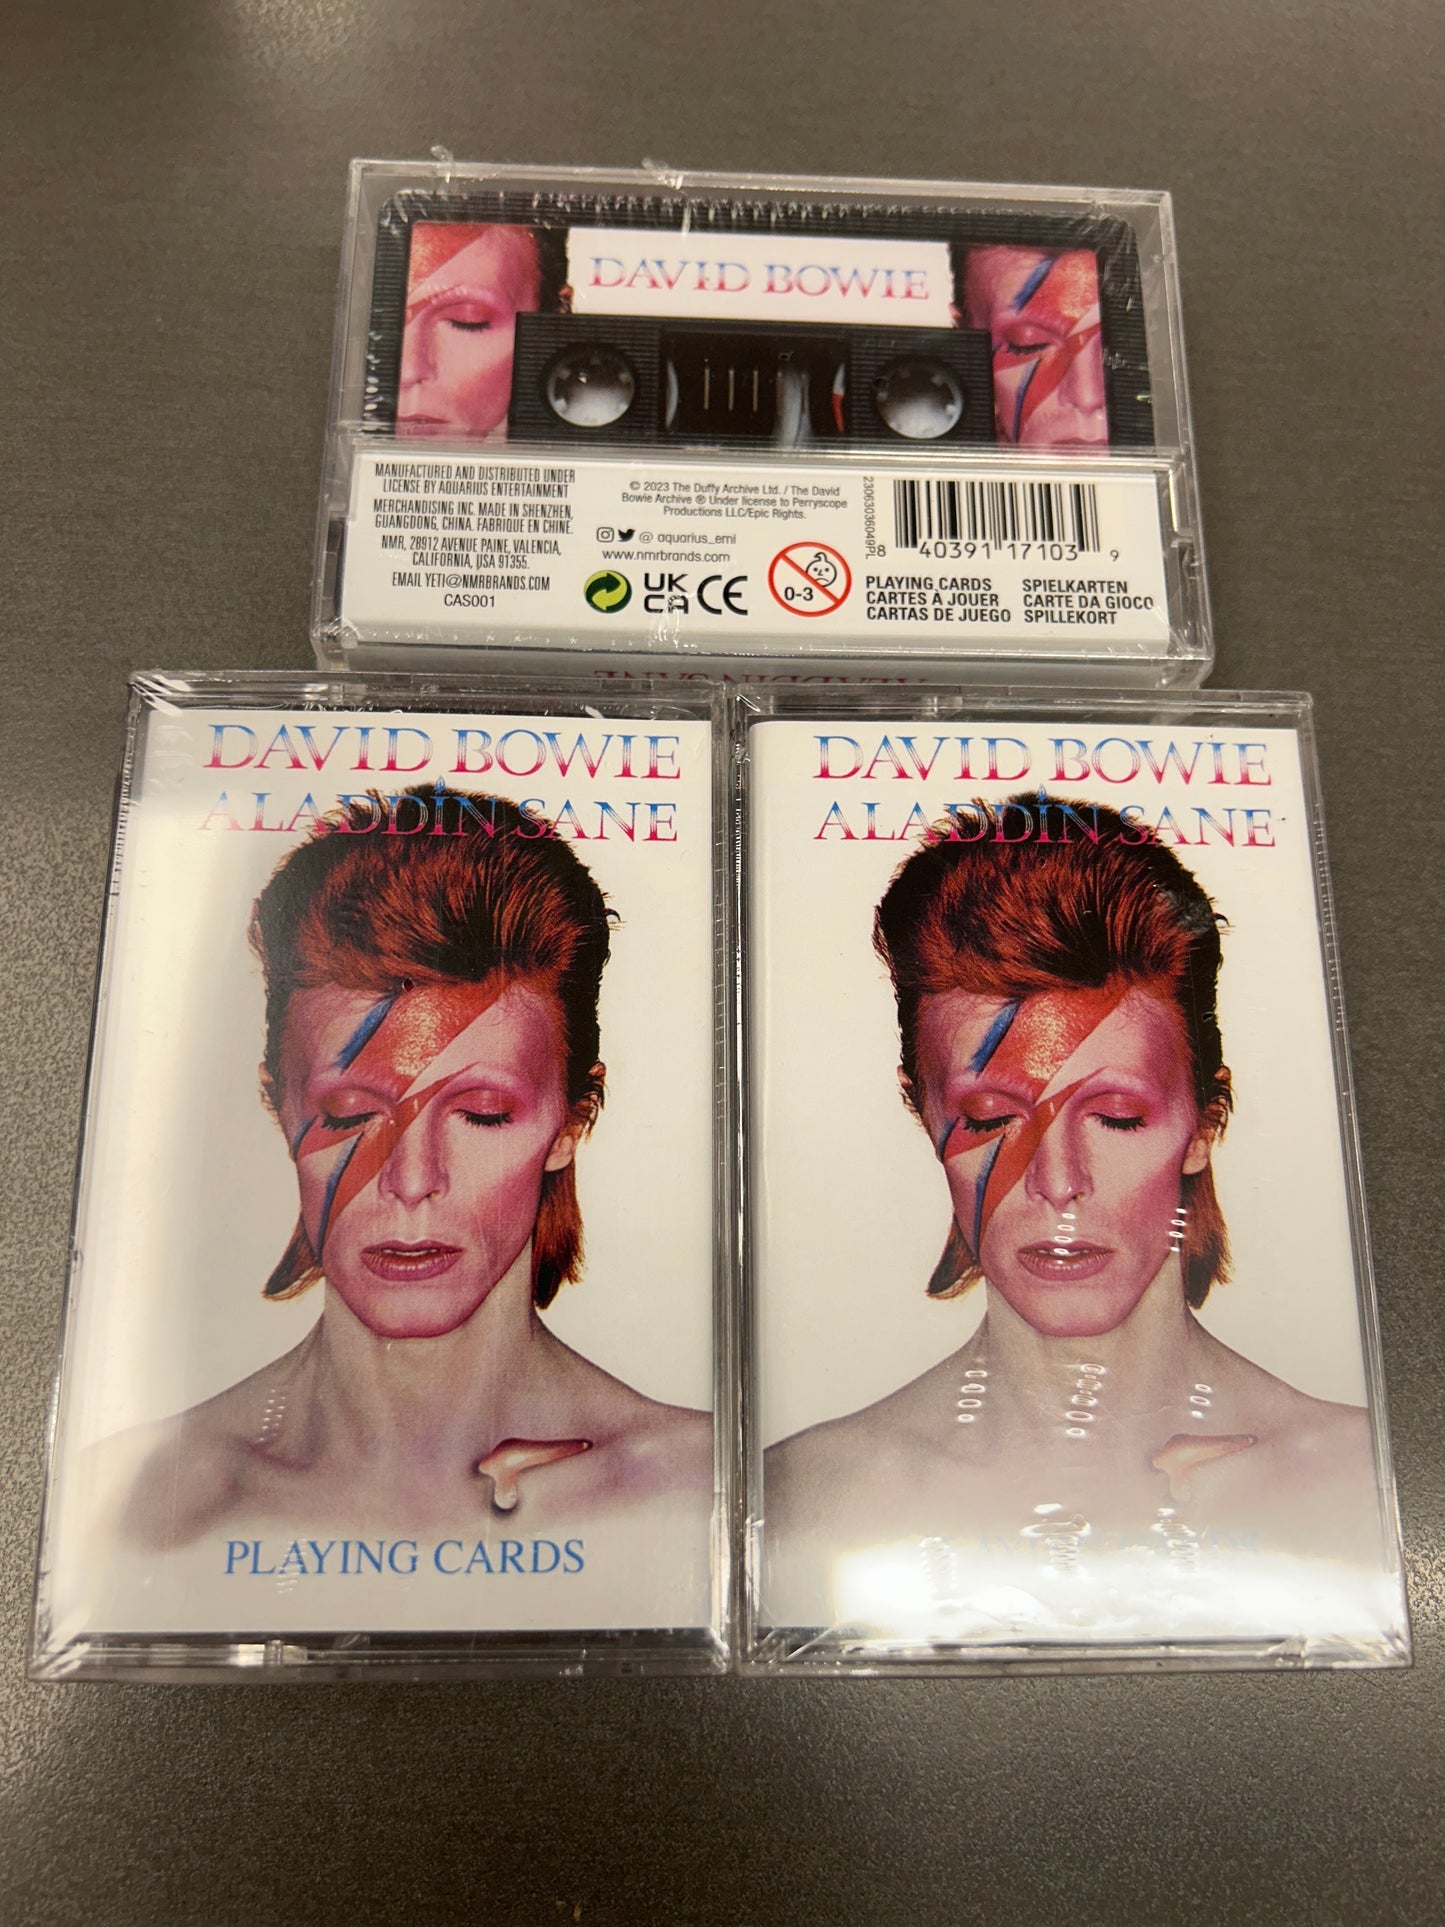 DAVID BOWIE
MANUFACTURED AND DISTRIBUTED UNDER
LICENSE BY AQUARIUS ENTERTAINMENT
MERCHANDISING INC. MADE IN SHENZHEN,
GUANGDONG, CHINA. FABRIQUE EN CHINE.
NMR, 28912 AVENUE PAINE, VALENCIA,
CALIFORNIA, USA 91355.
EMAIL YETI@NMRBRANDS.COM
CAS001
© 2023 The Duffy Archive Ltd. / The David
Bowie Archive ® Under license to Perryscope
Productions LLC/Epic Rights.
@ aquarius_emi
www.nmrbrands.com
UK
CA CE
0-3
23063036049PL
8 40391 17103 9
PLAYING CARDS SPIELKARTEN
CARTES À JOUER CARTE DA GIOCO
CARTAS DE JUEGO SPILLEKORT
ALADDIN SANE
DAVID BOWIE
ALADDIN SANE
PLAYING CARDS
DAVID BOWIE
ALADDIN SANE